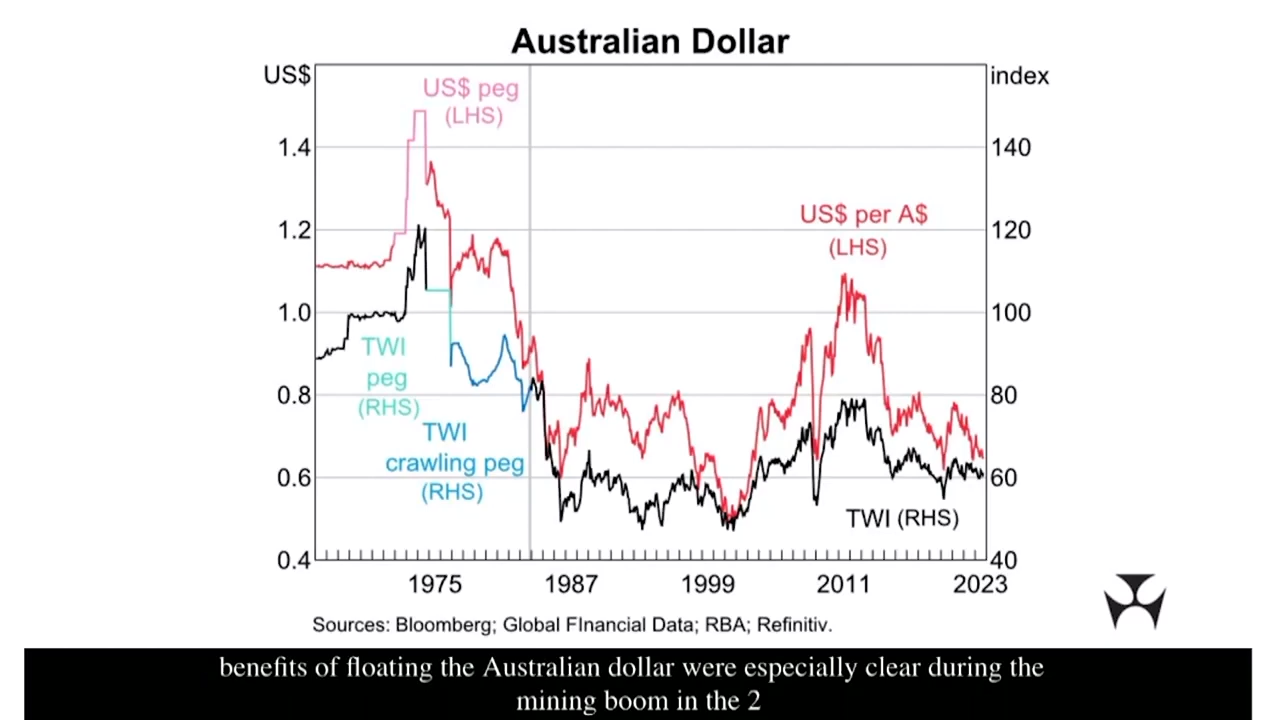 Australian Dollar
US$
index
US$ peg
(LHS)
1.4
140
US$ per A$
(LHS)
1.2
120
1.0
100
TWI
peg
(RHS)
0.8
80
TWI
crawling peg
(RHS)
0.6
60
TWI (RHS)
0.4
40
1975
1987
1999
2011
2023
Sources: Bloomberg; Global FInancial Data; RBA; Refinitiv.
benefits of floating the Australian dollar were especially clear during the
mining boom in the 2